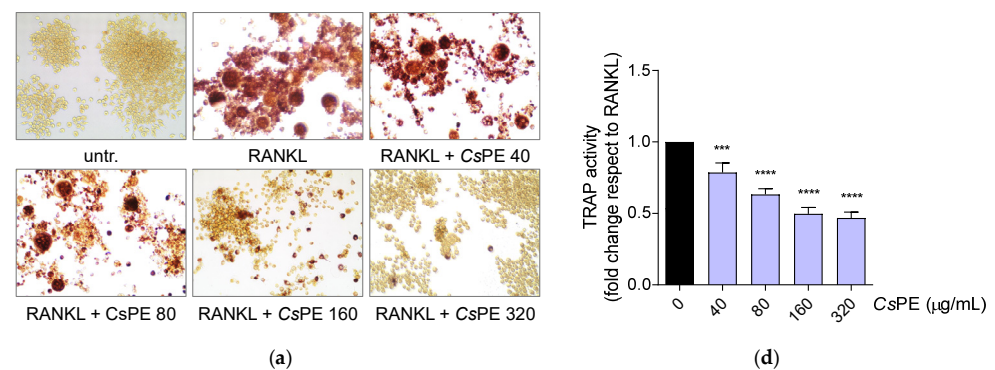 untr.
RANKL
RANKL + CsPE 40
RANKL + CsPE 80
RANKL + CsPE 160
RANKL + CsPE 320
(a)
TRAP activity
(fold change respect to RANKL)
1.5
1.0
0.5
0.0
***
****
****
****
0
40
80
160
320
CsPE (μg/mL)
(d)